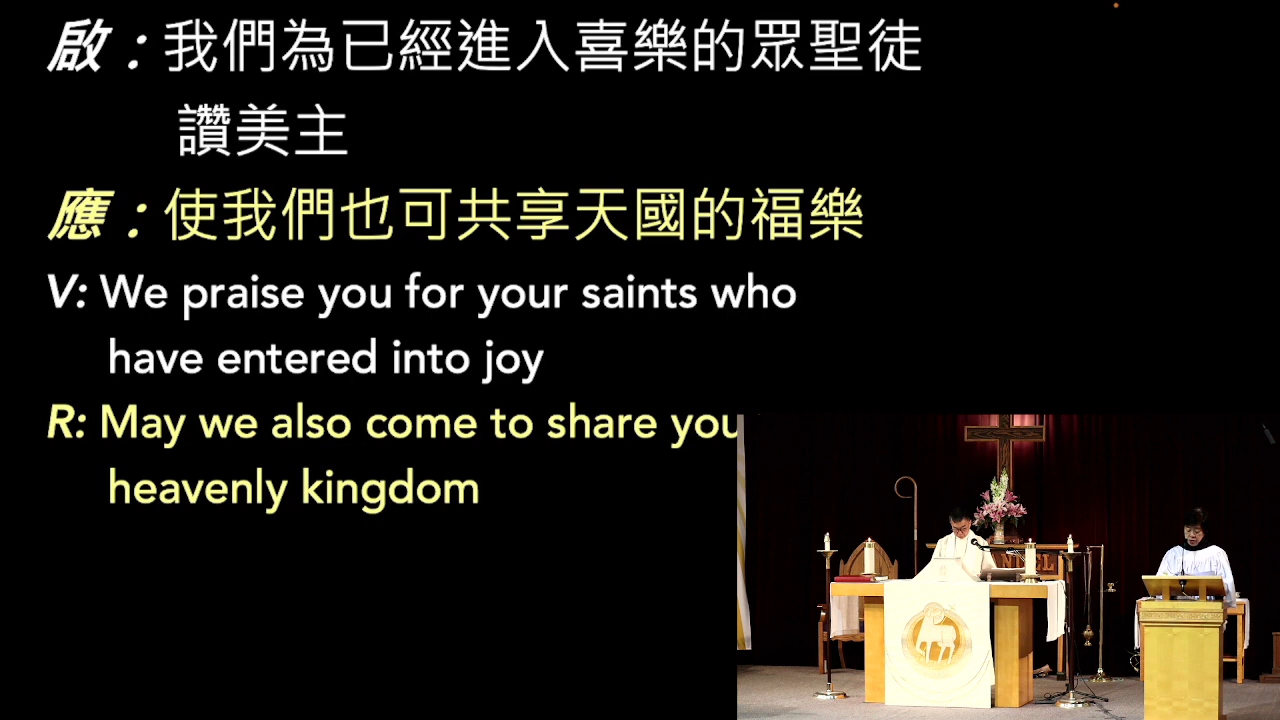 啟：我們為已經進入喜樂的眾聖徒
讚美主
應：使我們也可共享天國的福樂
V: We praise you for your saints who
have entered into joy
R: May we also come to share you
heavenly kingdom